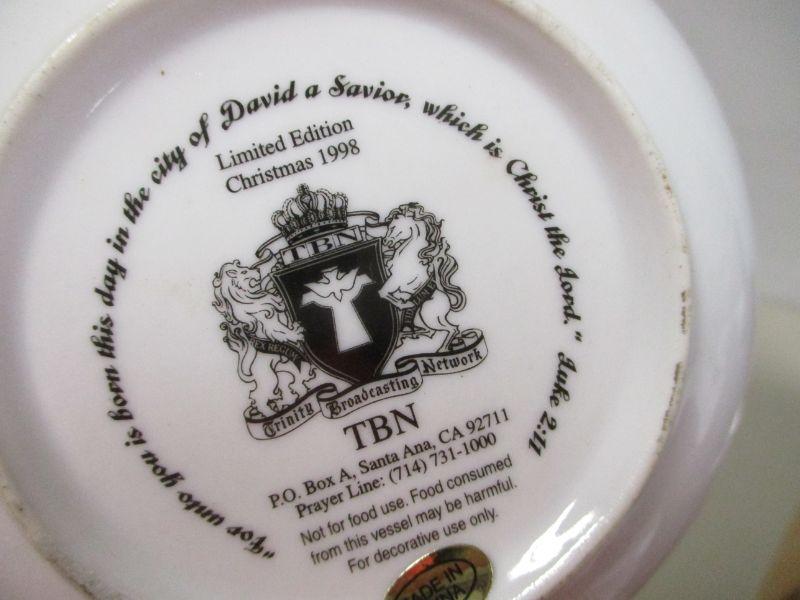 "For unto you is born this day in the city of David a Savior, which is Christ the Lord." Luke 2:11
Limited Edition
Christmas 1998
TBN
Trinity Broadcasting Network
TBN
P.O. Box A, Santa Ana, CA 92711
Prayer Line: (714) 731-1000
Not for food use. Food consumed
from this vessel may be harmful.
For decorative use only.
MADE IN